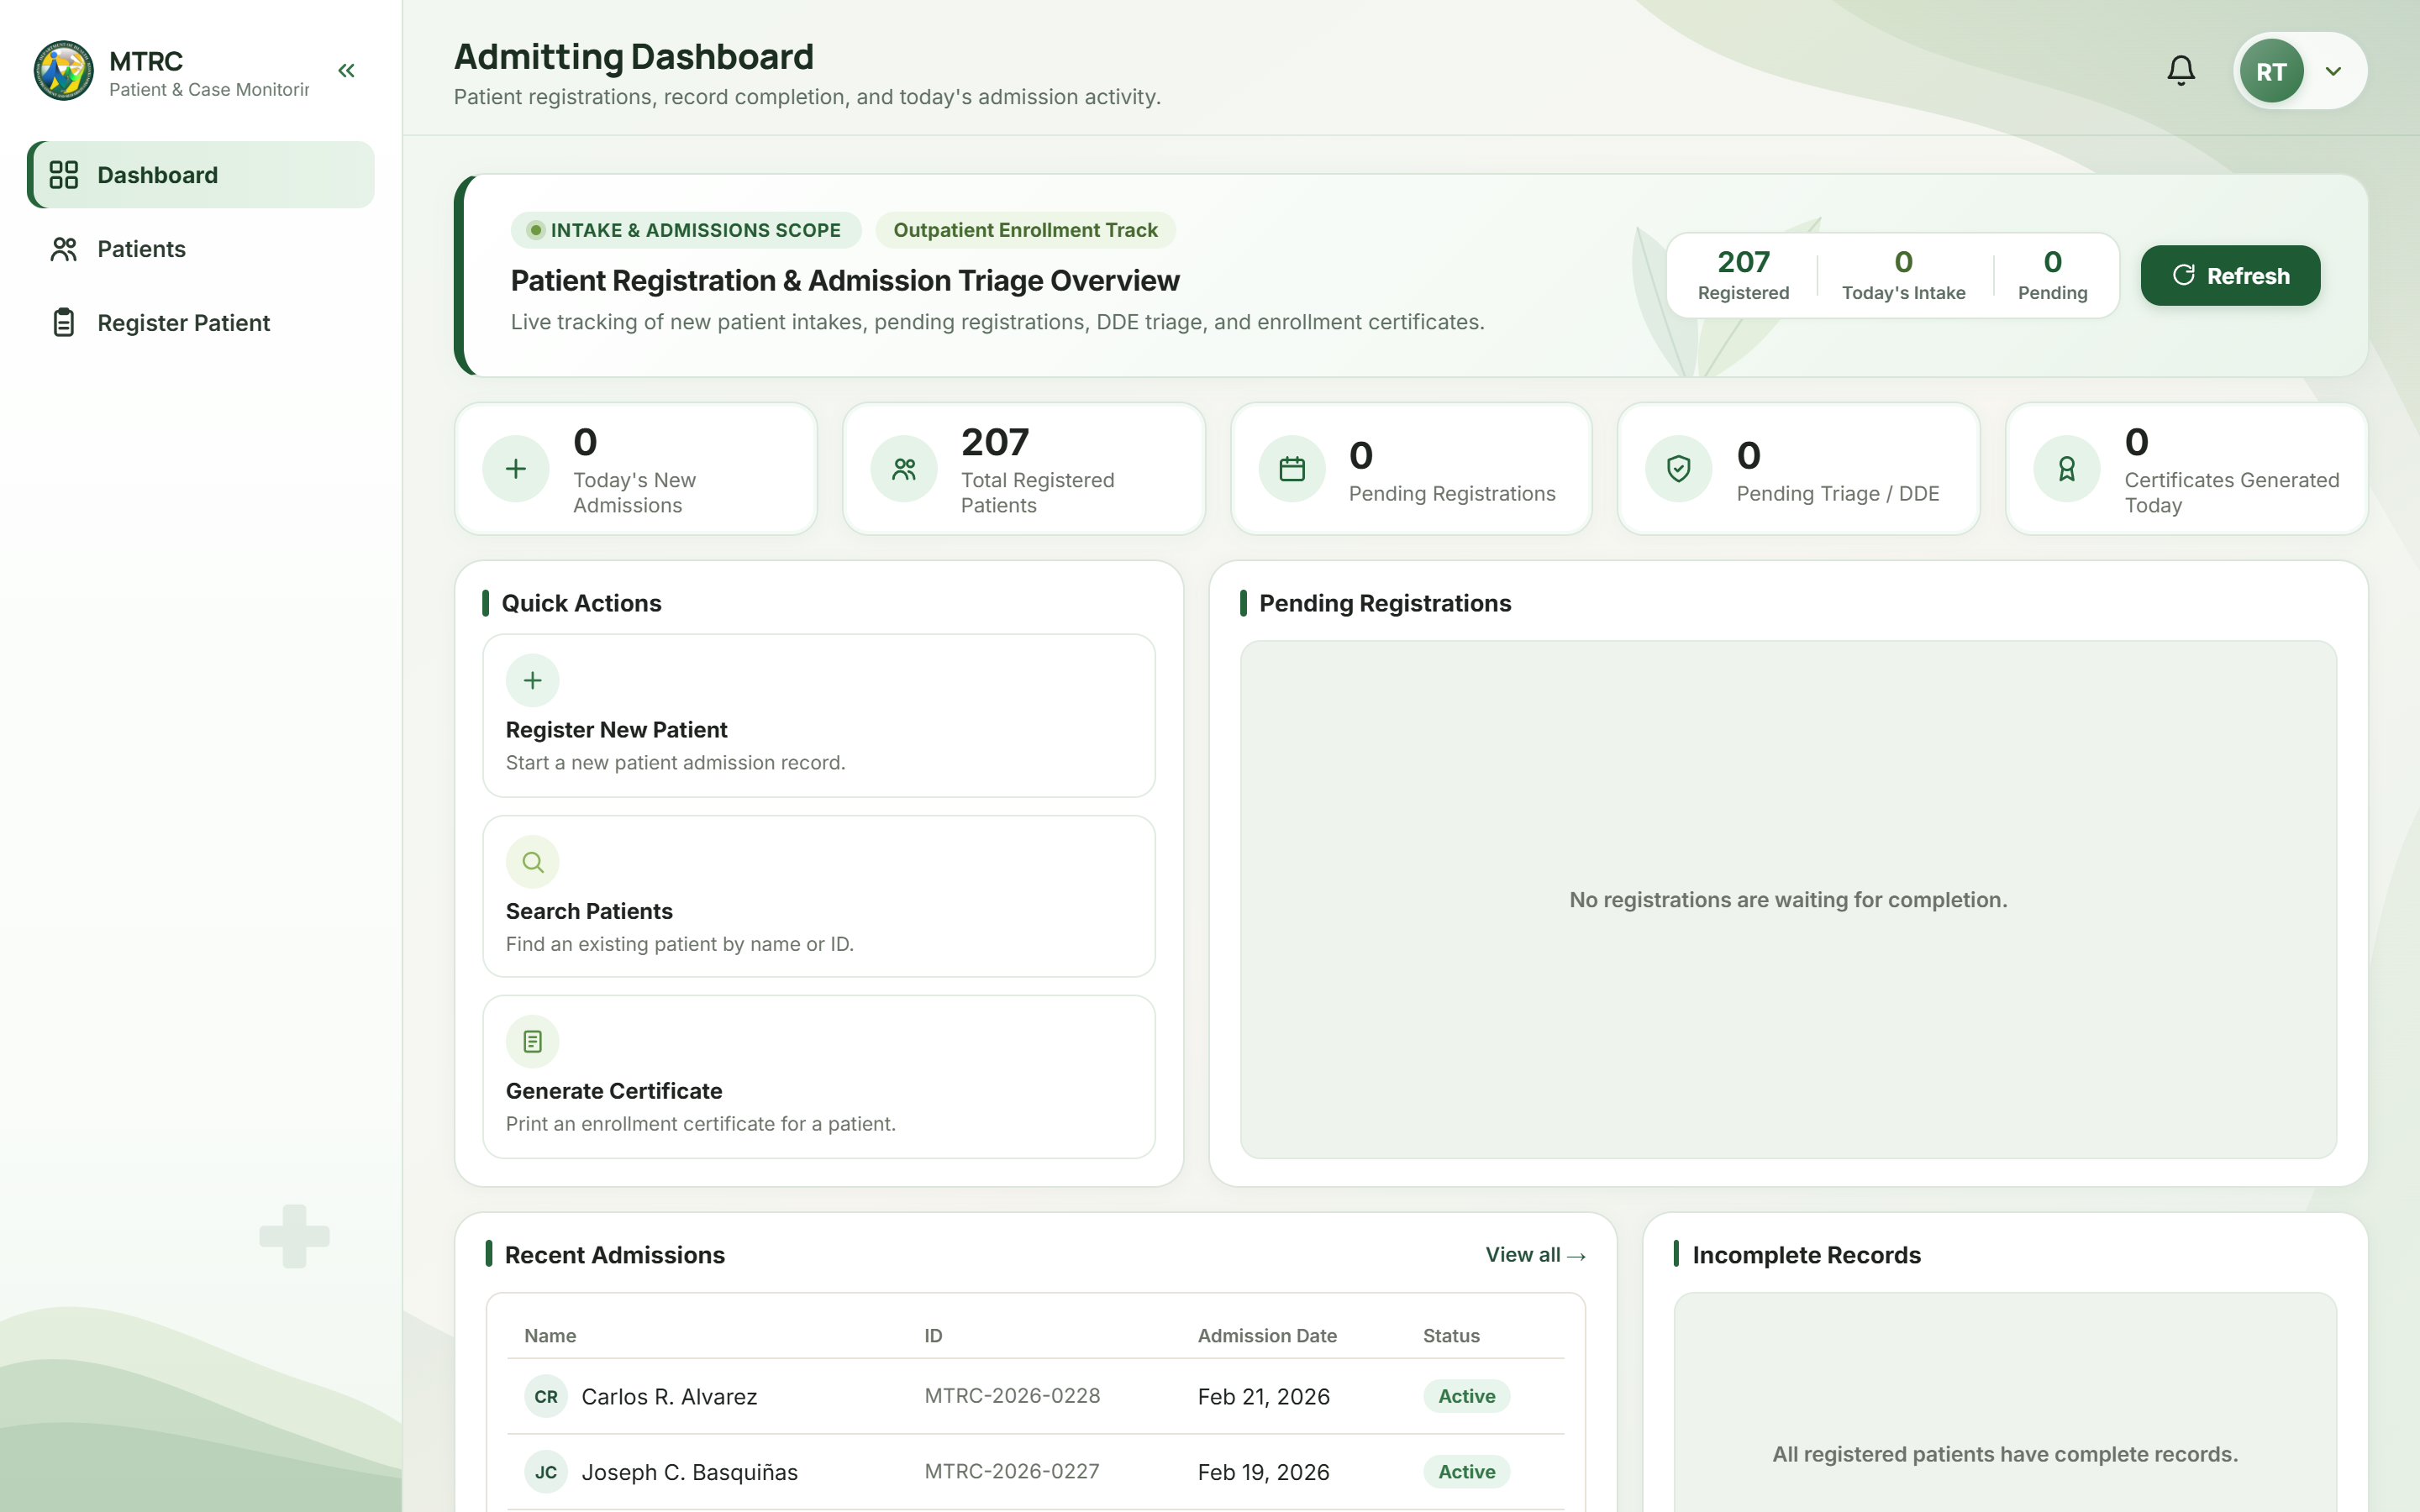 MTRC
Patient & Case Monitorin
Dashboard
Patients
Register Patient
Admitting Dashboard
Patient registrations, record completion, and today's admission activity.
RT
INTAKE & ADMISSIONS SCOPE
Outpatient Enrollment Track
Patient Registration & Admission Triage Overview
Live tracking of new patient intakes, pending registrations, DDE triage, and enrollment certificates.
207
Registered
0
Today's Intake
0
Pending
Refresh
0
Today's New
Admissions
207
Total Registered
Patients
0
Pending Registrations
0
Pending Triage / DDE
0
Certificates Generated
Today
Quick Actions
Register New Patient
Start a new patient admission record.
Search Patients
Find an existing patient by name or ID.
Generate Certificate
Print an enrollment certificate for a patient.
Pending Registrations
No registrations are waiting for completion.
Recent Admissions
View all →
Name ID Admission Date Status
CR Carlos R. Alvarez MTRC-2026-0228 Feb 21, 2026 Active
JC Joseph C. Basquiñas MTRC-2026-0227 Feb 19, 2026 Active
Incomplete Records
All registered patients have complete records.